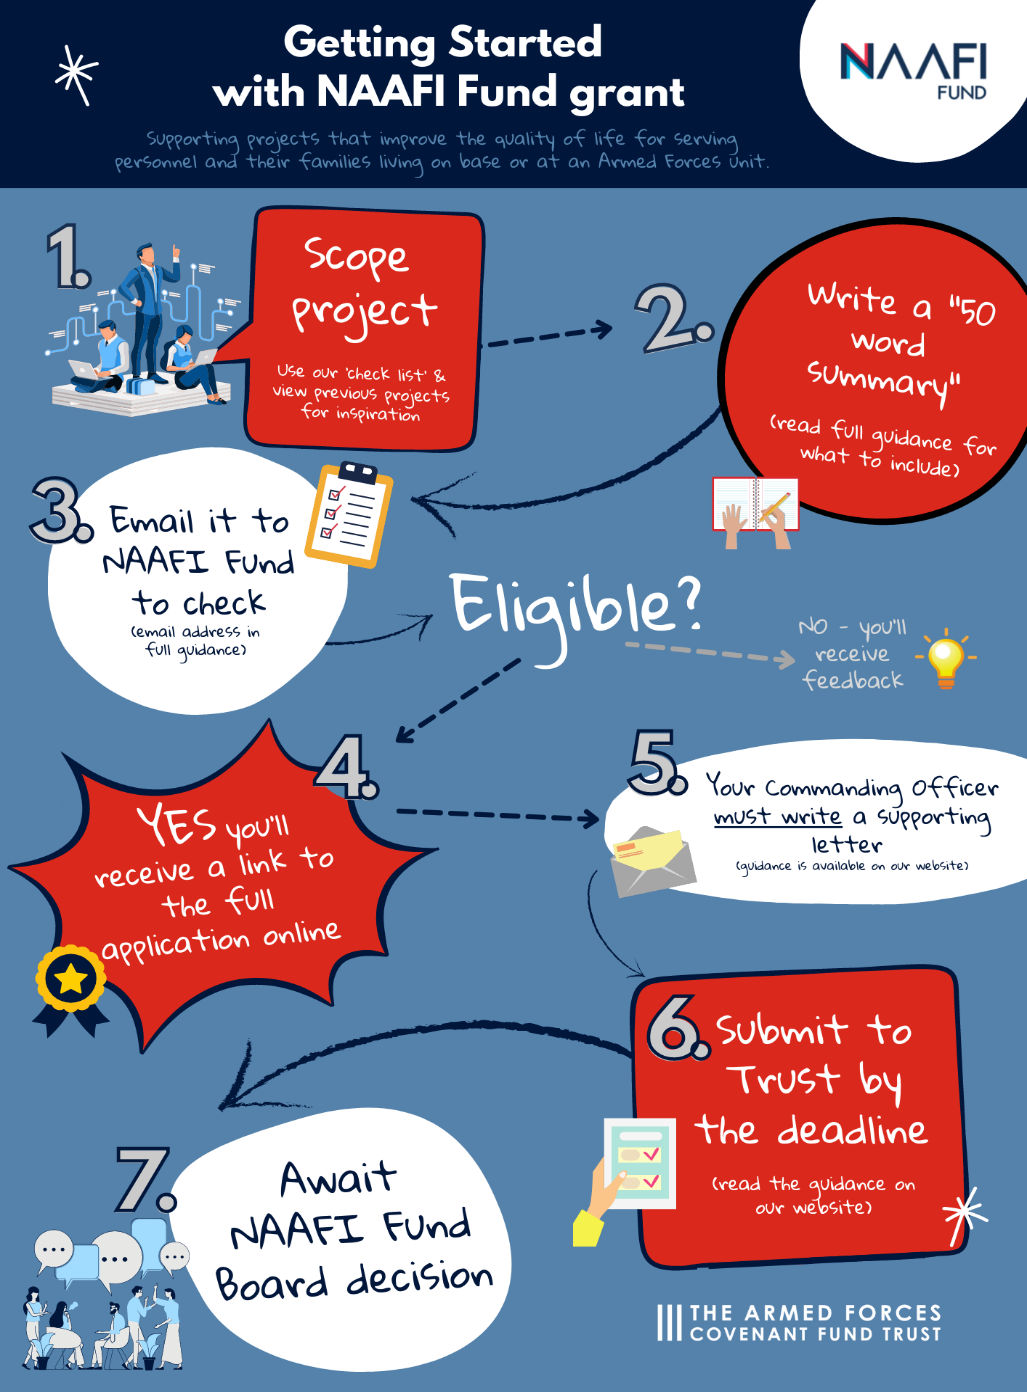 Getting Started
with NAAFI Fund grant
NAAFI
FUND
Supporting projects that improve the quality of life for serving
personnel and their families living on base or at an Armed Forces unit.
1.
Scope
project
Use our 'check list' &
view previous projects
for inspiration
2.
Write a "50
word
summary"
(read full guidance for
what to include)
3.
Email it to
NAAFI Fund
to check
(email address in
full guidance)
Eligible?
NO - you'll
receive
feedback
4.
YES you'll
receive a link to
the full
application online
5.
Your Commanding Officer
must write a supporting
letter
(guidance is available on our website)
6.
Submit to
Trust by
the deadline
(read the guidance on
our website)
7.
Await
NAAFI Fund
Board decision
THE ARMED FORCES
COVENANT FUND TRUST